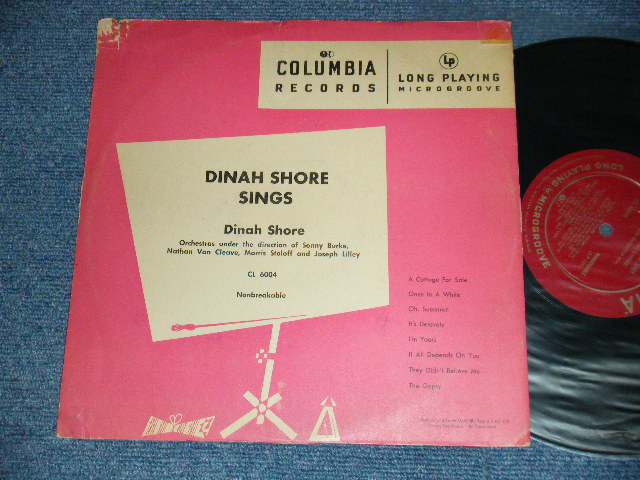 COLUMBIA
RECORDS
Lp
LONG PLAYING
MICROGROOVE
DINAH SHORE
SINGS
Dinah Shore
Orchestras under the direction of Sonny Burke,
Nathan Van Cleave, Morris Stoloff and Joseph Lilley
CL 6004
Nonbreakable
A Cottage For Sale
Once In A While
Oh, Susanna!
It's Delovely
I'm Yours
It All Depends On You
They Didn't Believe Me
The Gypsy
LONG PLAYING MICROGROOVE